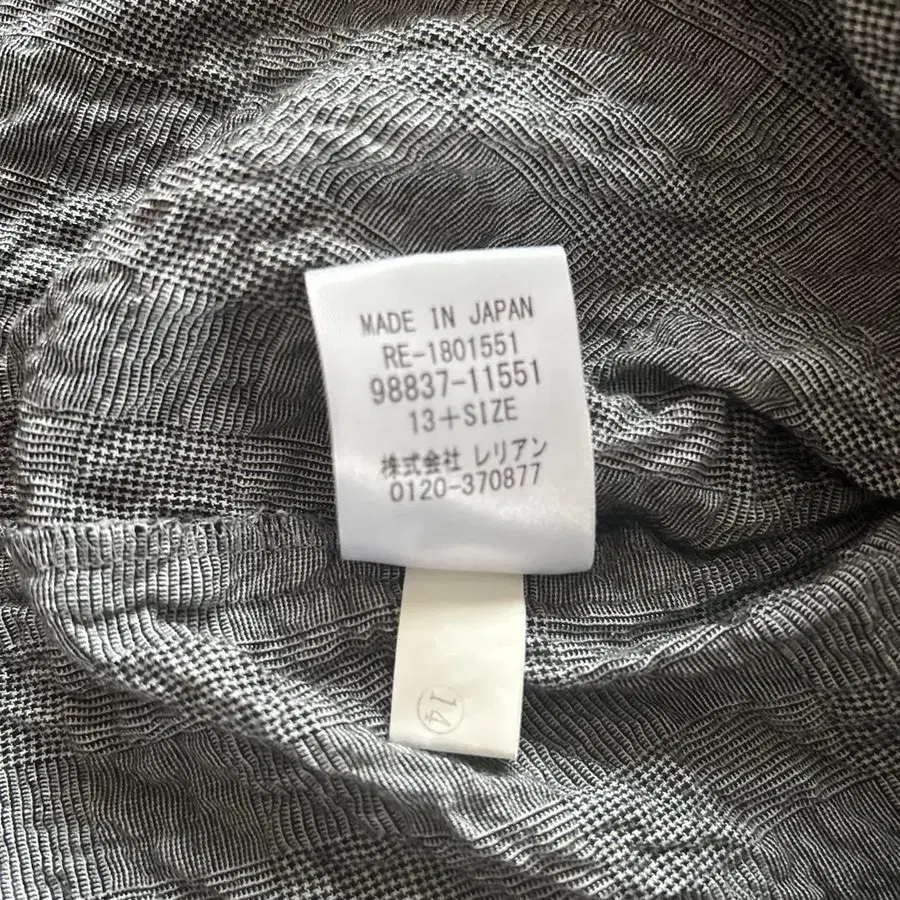 MADE IN JAPAN
RE-1801551
98837-11551
13+SIZE
株式会社 レリアン
0120-370877
14